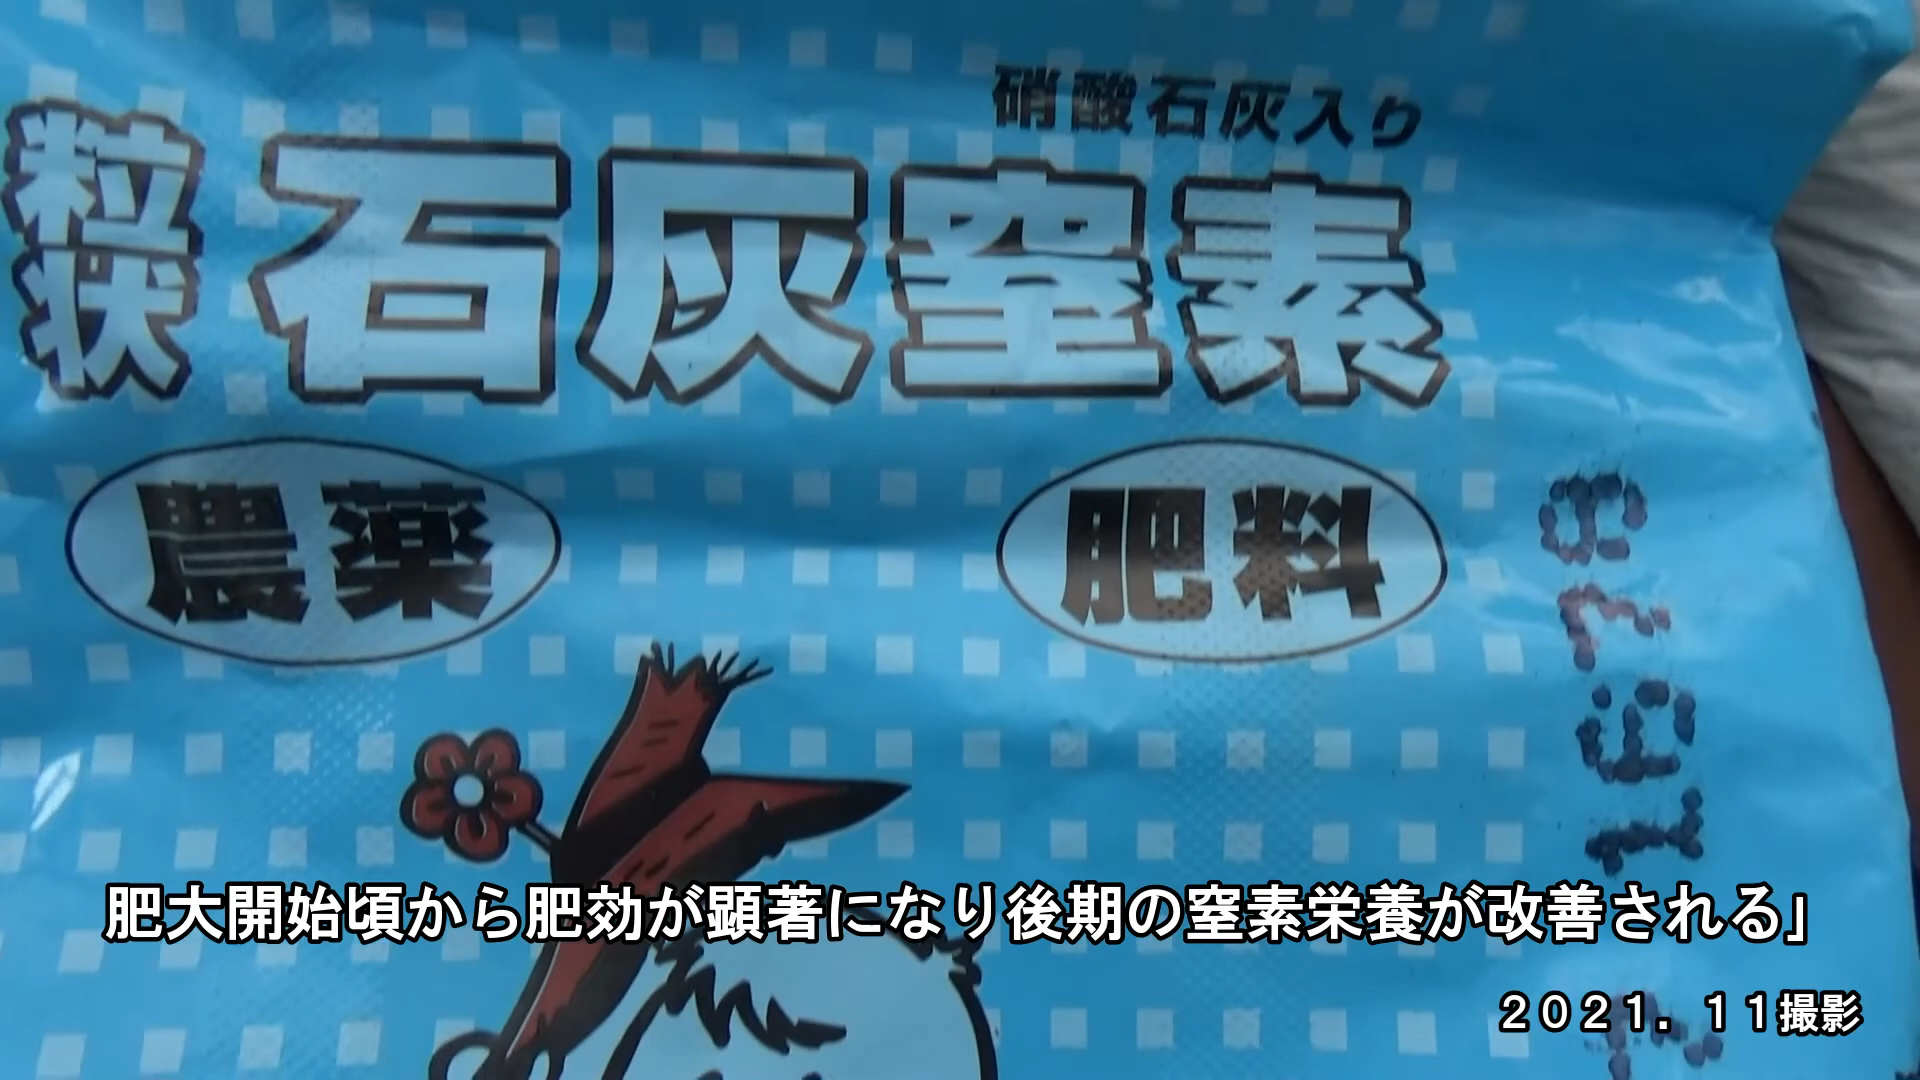 硝酸石灰入り
粒状
石灰窒素
農薬
肥料
肥大開始頃から肥効が顕著になり後期の窒素栄養が改善される」
２０２１．１１撮影